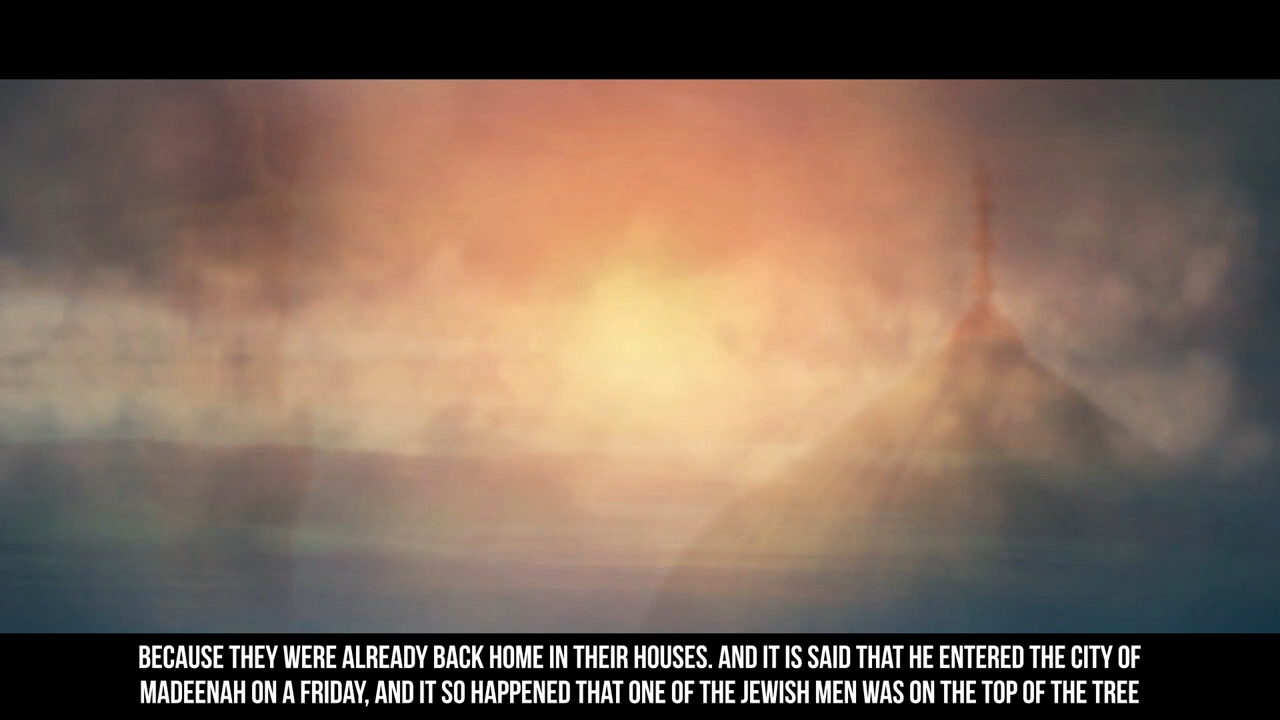 BECAUSE THEY WERE ALREADY BACK HOME IN THEIR HOUSES. AND IT IS SAID THAT HE ENTERED THE CITY OF
MADEENAH ON A FRIDAY, AND IT SO HAPPENED THAT ONE OF THE JEWISH MEN WAS ON THE TOP OF THE TREE